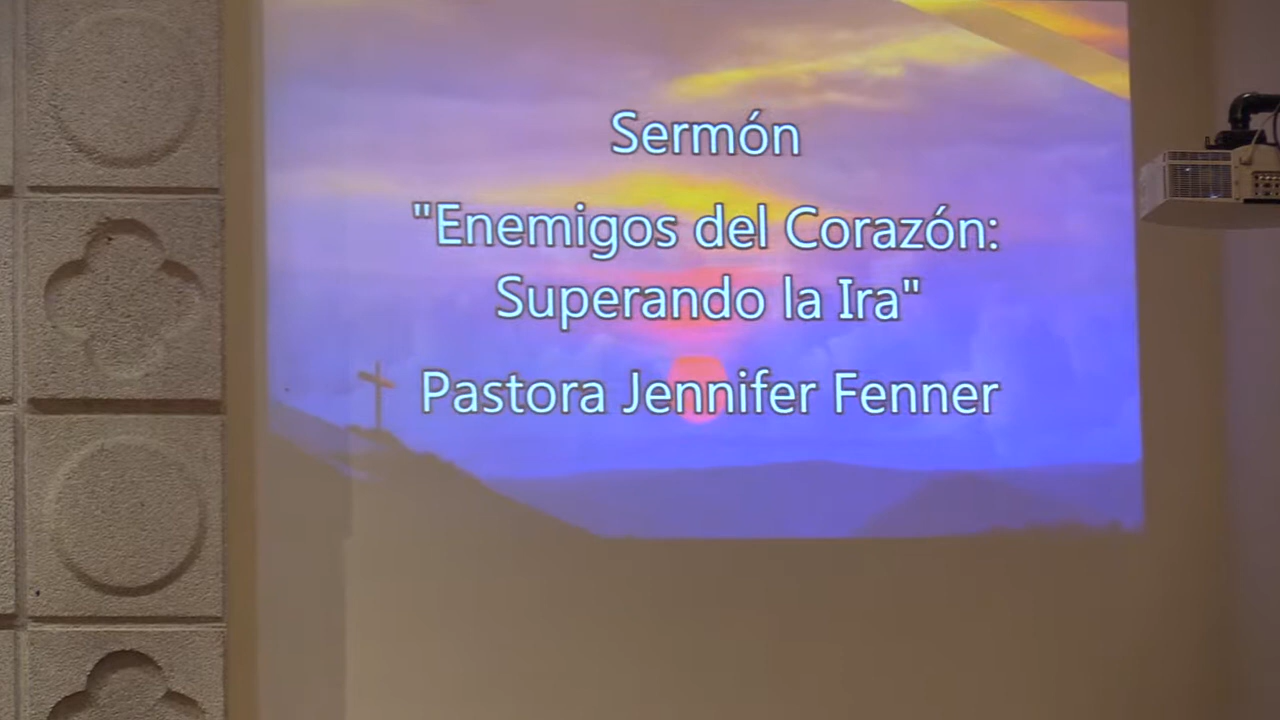 Sermón
"Enemigos del Corazón:
Superando la Ira"
Pastora Jennifer Fenner